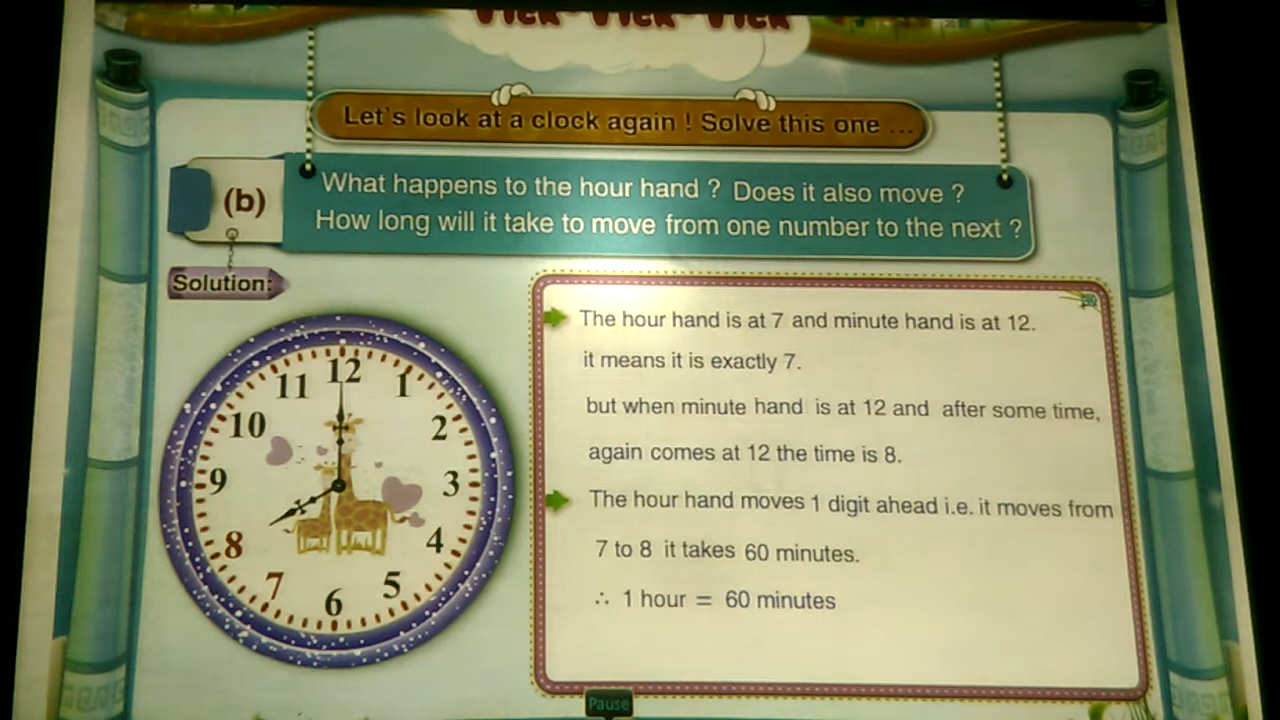 Tick - Tick - Tick
Let's look at a clock again ! Solve this one ...
(b)
What happens to the hour hand ? Does it also move ?
How long will it take to move from one number to the next ?
Solution:
The hour hand is at 7 and minute hand is at 12.
it means it is exactly 7.
but when minute hand is at 12 and after some time,
again comes at 12 the time is 8.
The hour hand moves 1 digit ahead i.e. it moves from
7 to 8 it takes 60 minutes.
∴ 1 hour = 60 minutes
12
11
1
10
2
9
3
8
4
7
5
6
Pause